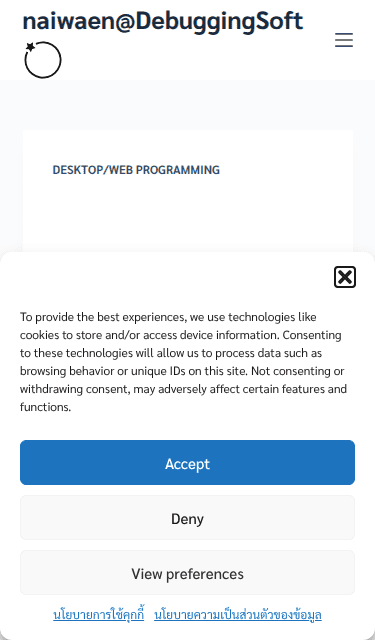 naiwaen@DebuggingSoft
DESKTOP/WEB PROGRAMMING
To provide the best experiences, we use technologies like
cookies to store and/or access device information. Consenting
to these technologies will allow us to process data such as
browsing behavior or unique IDs on this site. Not consenting or
withdrawing consent, may adversely affect certain features and
functions.
Accept
Deny
View preferences
นโยบายการใช้คุกกี้ นโยบายความเป็นส่วนตัวของข้อมูล